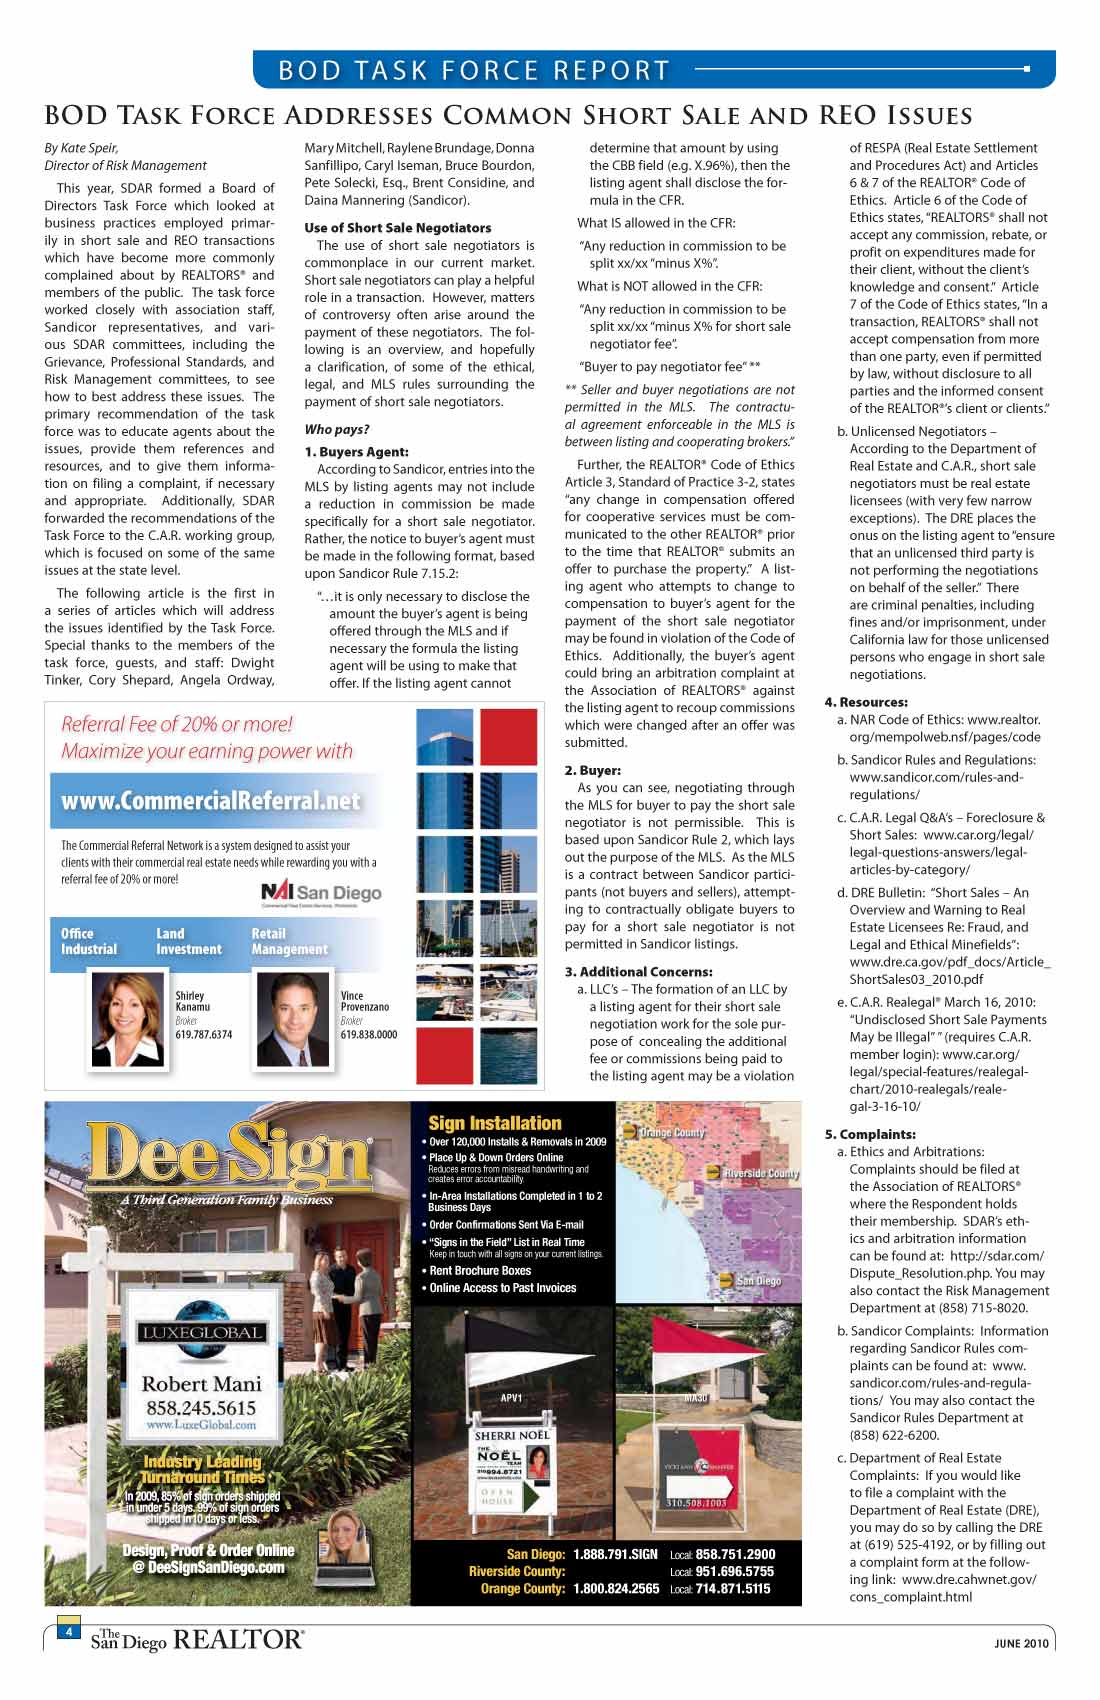 BOD TASK FORCE REPORT
BOD Task Force Addresses Common Short Sale and REO Issues
By Kate Speir,
Director of Risk Management
This year, SDAR formed a Board of
Directors Task Force which looked at
business practices employed primar-
ily in short sale and REO transactions
which have become more commonly
complained about by REALTORS® and
members of the public. The task force
worked closely with association staff,
Sandicor representatives, and vari-
ous SDAR committees, including the
Grievance, Professional Standards, and
Risk Management committees, to see
how to best address these issues. The
primary recommendation of the task
force was to educate agents about the
issues, provide them references and
resources, and to give them informa-
tion on filing a complaint, if necessary
and appropriate. Additionally, SDAR
forwarded the recommendations of the
Task Force to the C.A.R. working group,
which is focused on some of the same
issues at the state level.
The following article is the first in
a series of articles which will address
the issues identified by the Task Force.
Special thanks to the members of the
task force, guests, and staff: Dwight
Tinker, Cory Shepard, Angela Ordway,
Mary Mitchell, Raylene Brundage, Donna
Sanfillipo, Caryl Iseman, Bruce Bourdon,
Pete Solecki, Esq., Brent Considine, and
Daina Mannering (Sandicor).
Use of Short Sale Negotiators
The use of short sale negotiators is
commonplace in our current market.
Short sale negotiators can play a helpful
role in a transaction. However, matters
of controversy often arise around the
payment of these negotiators. The fol-
lowing is an overview, and hopefully
a clarification, of some of the ethical,
legal, and MLS rules surrounding the
payment of short sale negotiators.
Who pays?
1. Buyers Agent:
According to Sandicor, entries into the
MLS by listing agents may not include
a reduction in commission be made
specifically for a short sale negotiator.
Rather, the notice to buyer's agent must
be made in the following format, based
upon Sandicor Rule 7.15.2:
"…it is only necessary to disclose the
amount the buyer's agent is being
offered through the MLS and if
necessary the formula the listing
agent will be using to make that
offer. If the listing agent cannot
determine that amount by using
the CBB field (e.g. X.96%), then the
listing agent shall disclose the for-
mula in the CFR.
What IS allowed in the CFR:
"Any reduction in commission to be
split xx/xx "minus X%".
What is NOT allowed in the CFR:
"Any reduction in commission to be
split xx/xx "minus X% for short sale
negotiator fee".
"Buyer to pay negotiator fee" **
** Seller and buyer negotiations are not
permitted in the MLS. The contractu-
al agreement enforceable in the MLS is
between listing and cooperating brokers."
Further, the REALTOR® Code of Ethics
Article 3, Standard of Practice 3-2, states
"any change in compensation offered
for cooperative services must be com-
municated to the other REALTOR® prior
to the time that REALTOR® submits an
offer to purchase the property." A list-
ing agent who attempts to change to
compensation to buyer's agent for the
payment of the short sale negotiator
may be found in violation of the Code of
Ethics. Additionally, the buyer's agent
could bring an arbitration complaint at
the Association of REALTORS® against
the listing agent to recoup commissions
which were changed after an offer was
submitted.
2. Buyer:
As you can see, negotiating through
the MLS for buyer to pay the short sale
negotiator is not permissible. This is
based upon Sandicor Rule 2, which lays
out the purpose of the MLS. As the MLS
is a contract between Sandicor partici-
pants (not buyers and sellers), attempt-
ing to contractually obligate buyers to
pay for a short sale negotiator is not
permitted in Sandicor listings.
3. Additional Concerns:
a. LLC's – The formation of an LLC by
a listing agent for their short sale
negotiation work for the sole pur-
pose of concealing the additional
fee or commissions being paid to
the listing agent may be a violation
of RESPA (Real Estate Settlement
and Procedures Act) and Articles
6 & 7 of the REALTOR® Code of
Ethics. Article 6 of the Code of
Ethics states, "REALTORS® shall not
accept any commission, rebate, or
profit on expenditures made for
their client, without the client's
knowledge and consent." Article
7 of the Code of Ethics states, "In a
transaction, REALTORS® shall not
accept compensation from more
than one party, even if permitted
by law, without disclosure to all
parties and the informed consent
of the REALTOR®'s client or clients."
b. Unlicensed Negotiators –
According to the Department of
Real Estate and C.A.R., short sale
negotiators must be real estate
licensees (with very few narrow
exceptions). The DRE places the
onus on the listing agent to "ensure
that an unlicensed third party is
not performing the negotiations
on behalf of the seller." There
are criminal penalties, including
fines and/or imprisonment, under
California law for those unlicensed
persons who engage in short sale
negotiations.
4. Resources:
a. NAR Code of Ethics: www.realtor.
org/mempolweb.nsf/pages/code
b. Sandicor Rules and Regulations:
www.sandicor.com/rules-and-
regulations/
c. C.A.R. Legal Q&A's – Foreclosure &
Short Sales: www.car.org/legal/
legal-questions-answers/legal-
articles-by-category/
d. DRE Bulletin: "Short Sales – An
Overview and Warning to Real
Estate Licensees Re: Fraud, and
Legal and Ethical Minefields":
www.dre.ca.gov/pdf_docs/Article_
ShortSales03_2010.pdf
e. C.A.R. Realegal® March 16, 2010:
"Undisclosed Short Sale Payments
May be Illegal" " (requires C.A.R.
member login): www.car.org/
legal/special-features/realegal-
chart/2010-realegals/reale-
gal-3-16-10/
5. Complaints:
a. Ethics and Arbitrations:
Complaints should be filed at
the Association of REALTORS®
where the Respondent holds
their membership. SDAR's eth-
ics and arbitration information
can be found at: http://sdar.com/
Dispute_Resolution.php. You may
also contact the Risk Management
Department at (858) 715-8020.
b. Sandicor Complaints: Information
regarding Sandicor Rules com-
plaints can be found at: www.
sandicor.com/rules-and-regula-
tions/ You may also contact the
Sandicor Rules Department at
(858) 622-6200.
c. Department of Real Estate
Complaints: If you would like
to file a complaint with the
Department of Real Estate (DRE),
you may do so by calling the DRE
at (619) 525-4192, or by filling out
a complaint form at the follow-
ing link: www.dre.cahwnet.gov/
cons_complaint.html
Referral Fee of 20% or more!
Maximize your earning power with
www.CommercialReferral.net
The Commercial Referral Network is a system designed to assist your
clients with their commercial real estate needs while rewarding you with a
referral fee of 20% or more!
NAI San Diego
Commercial Real Estate Services, Worldwide.
Office Land Retail
Industrial Investment Management
Shirley
Kanamu
Broker
619.787.6374
Vince
Provenzano
Broker
619.838.0000
Dee Sign®
A Third Generation Family Business
LUXEGLOBAL
Robert Mani
858.245.5615
www.LuxeGlobal.com
Industry Leading
Turnaround Times
In 2009, 85% of sign orders shipped
in under 5 days. 99% of sign orers
shipped in 10 days or less.
Design, Proof & Order Online
@ DeeSignSanDiego.com
Sign Installation
• Over 120,000 Installs & Removals in 2009
• Place Up & Down Orders Online
Reduces errors from misread handwriting and
creates error accountability.
• In-Area Installations Completed in 1 to 2
Business Days
• Order Confirmations Sent Via E-mail
• "Signs in the Field" List in Real Time
Keep in touch with all signs on your current listings.
• Rent Brochure Boxes
• Online Access to Past Invoices
Orange County
Riverside County
San Diego
APV1
SHERRI NOËL
THE
NOËL
TEAM
310 994.8721
OPEN
HOUSE
MA30
VICKI ANN
310.508.1003
San Diego: 1.888.791.SIGN Local: 858.751.2900
Riverside County: Local: 951.696.5755
Orange County: 1.800.824.2565 Local: 714.871.5115
4
The San Diego REALTOR®
JUNE 2010